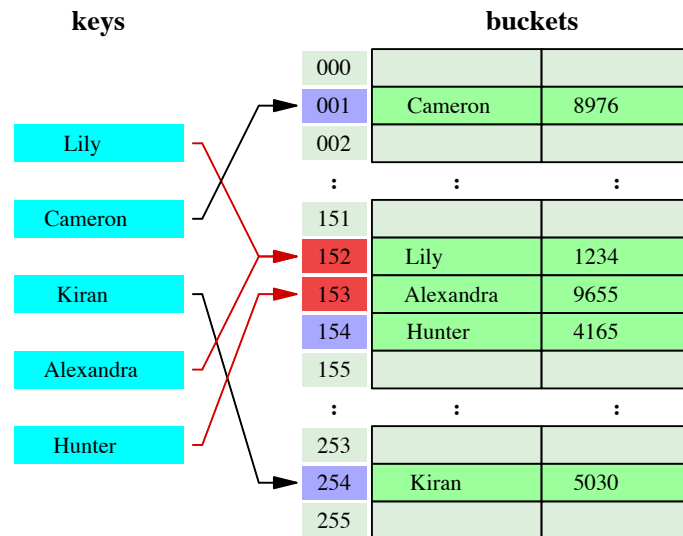 keys
buckets
000
001 Cameron 8976
002
: : :
Lily
Cameron
Kiran
Alexandra
Hunter
151
152 Lily 1234
153 Alexandra 9655
154 Hunter 4165
155
: : :
253
254 Kiran 5030
255